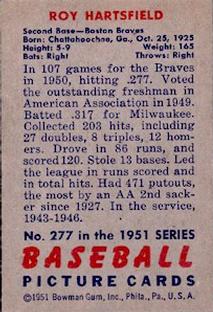 ROY HARTSFIELD
Second Base—Boston Braves
Born: Chattahoochee, Ga., Oct. 25, 1925
Height: 5-9 Weight: 165
Bats: Right Throws: Right
In 107 games for the Braves
in 1950, hitting .277. Voted
the outstanding freshman in
American Association in 1949.
Batted .317 for Milwaukee.
Collected 203 hits, including
27 doubles, 8 triples, 12 hom-
ers. Drove in 86 runs, and
scored 120. Stole 13 bases. Led
the league in runs scored and
in total hits. Had 471 putouts,
the most by an AA 2nd sack-
er since 1927. In the service,
1943-1946.
No. 277 in the 1951 SERIES
BASEBALL
PICTURE CARDS
©1951 Bowman Gum, Inc., Phila., Pa., U. S. A.